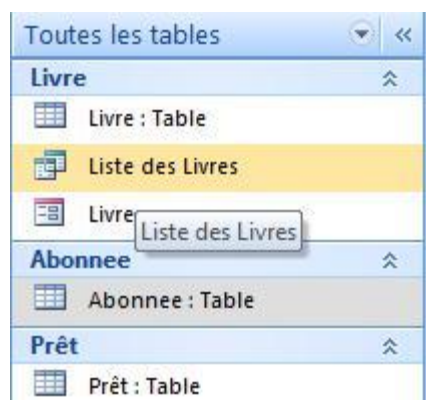 Toutes les tables
Livre
Livre : Table
Liste des Livres
Livre
Liste des Livres
Abonnee
Abonnee : Table
Prêt
Prêt : Table